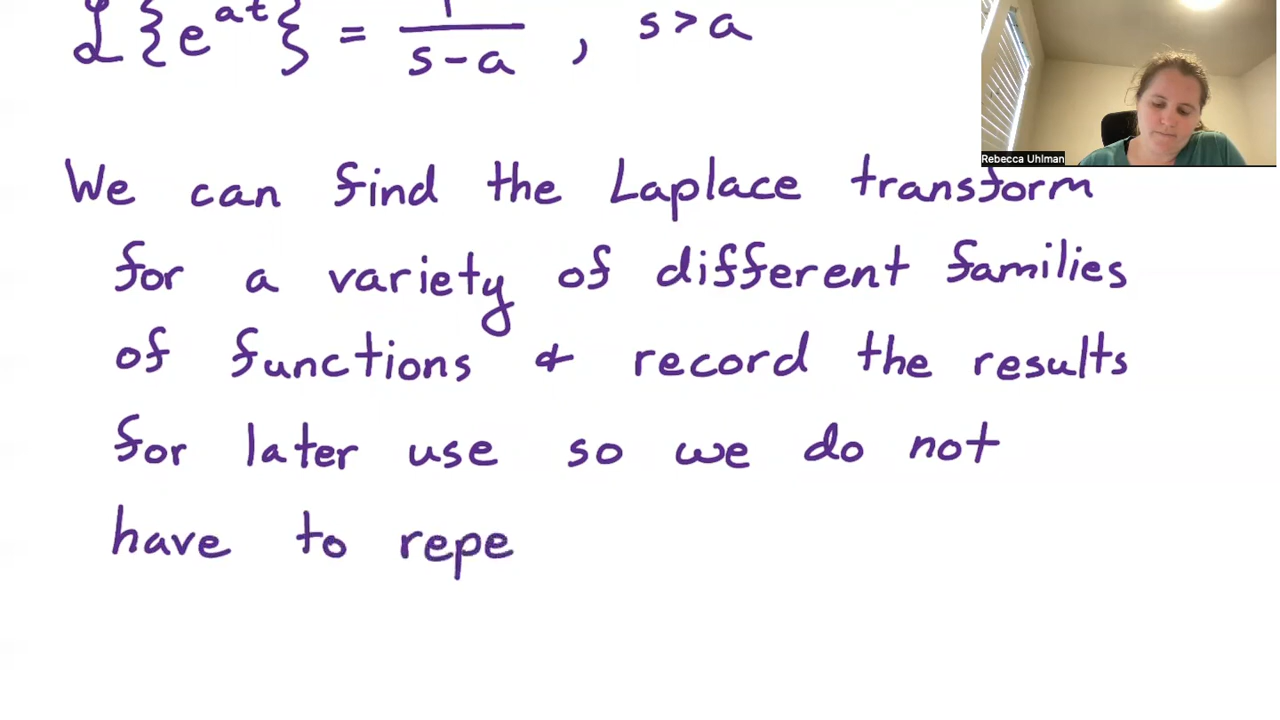 ℒ{e^{at}} = 1/(s-a) , s>a
Rebecca Uhlman
We can find the Laplace transform
for a variety of different families
of functions & record the results
for later use so we do not
have to repe